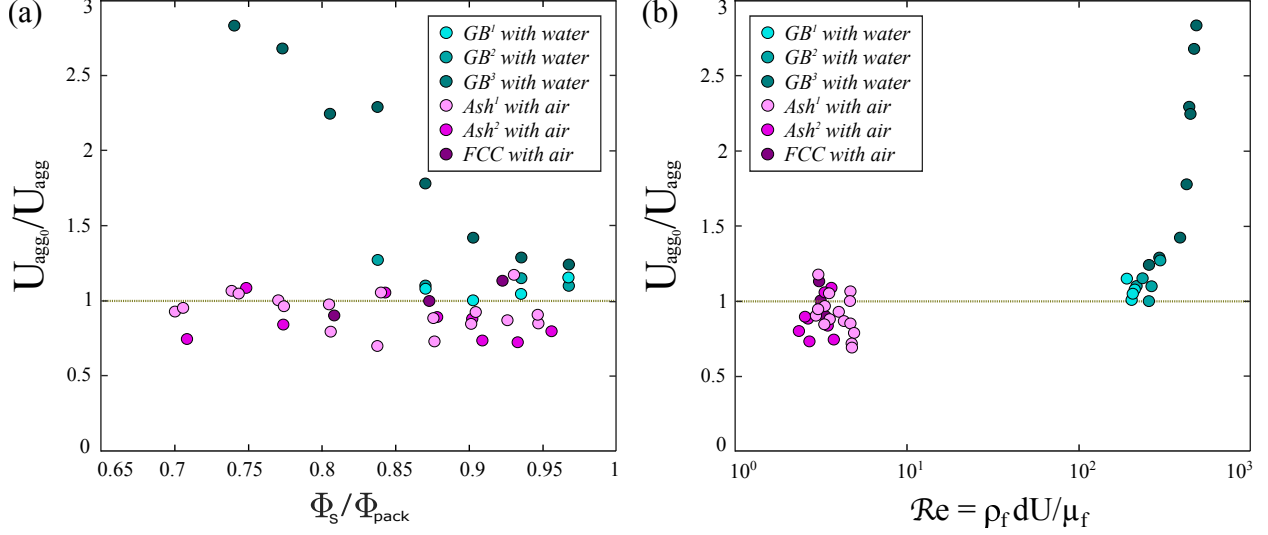 (a)
3
2.5
2
1.5
1
0.5
0
U_agg₀/U_agg
GB¹ with water
GB² with water
GB³ with water
Ash¹ with air
Ash² with air
FCC with air
0.65 0.7 0.75 0.8 0.85 0.9 0.95 1
Φ_s/Φ_pack
(b)
3
2.5
2
1.5
1
0.5
0
U_agg₀/U_agg
GB¹ with water
GB² with water
GB³ with water
Ash¹ with air
Ash² with air
FCC with air
10⁰ 10¹ 10² 10³
ℛe = ρ_f dU/μ_f